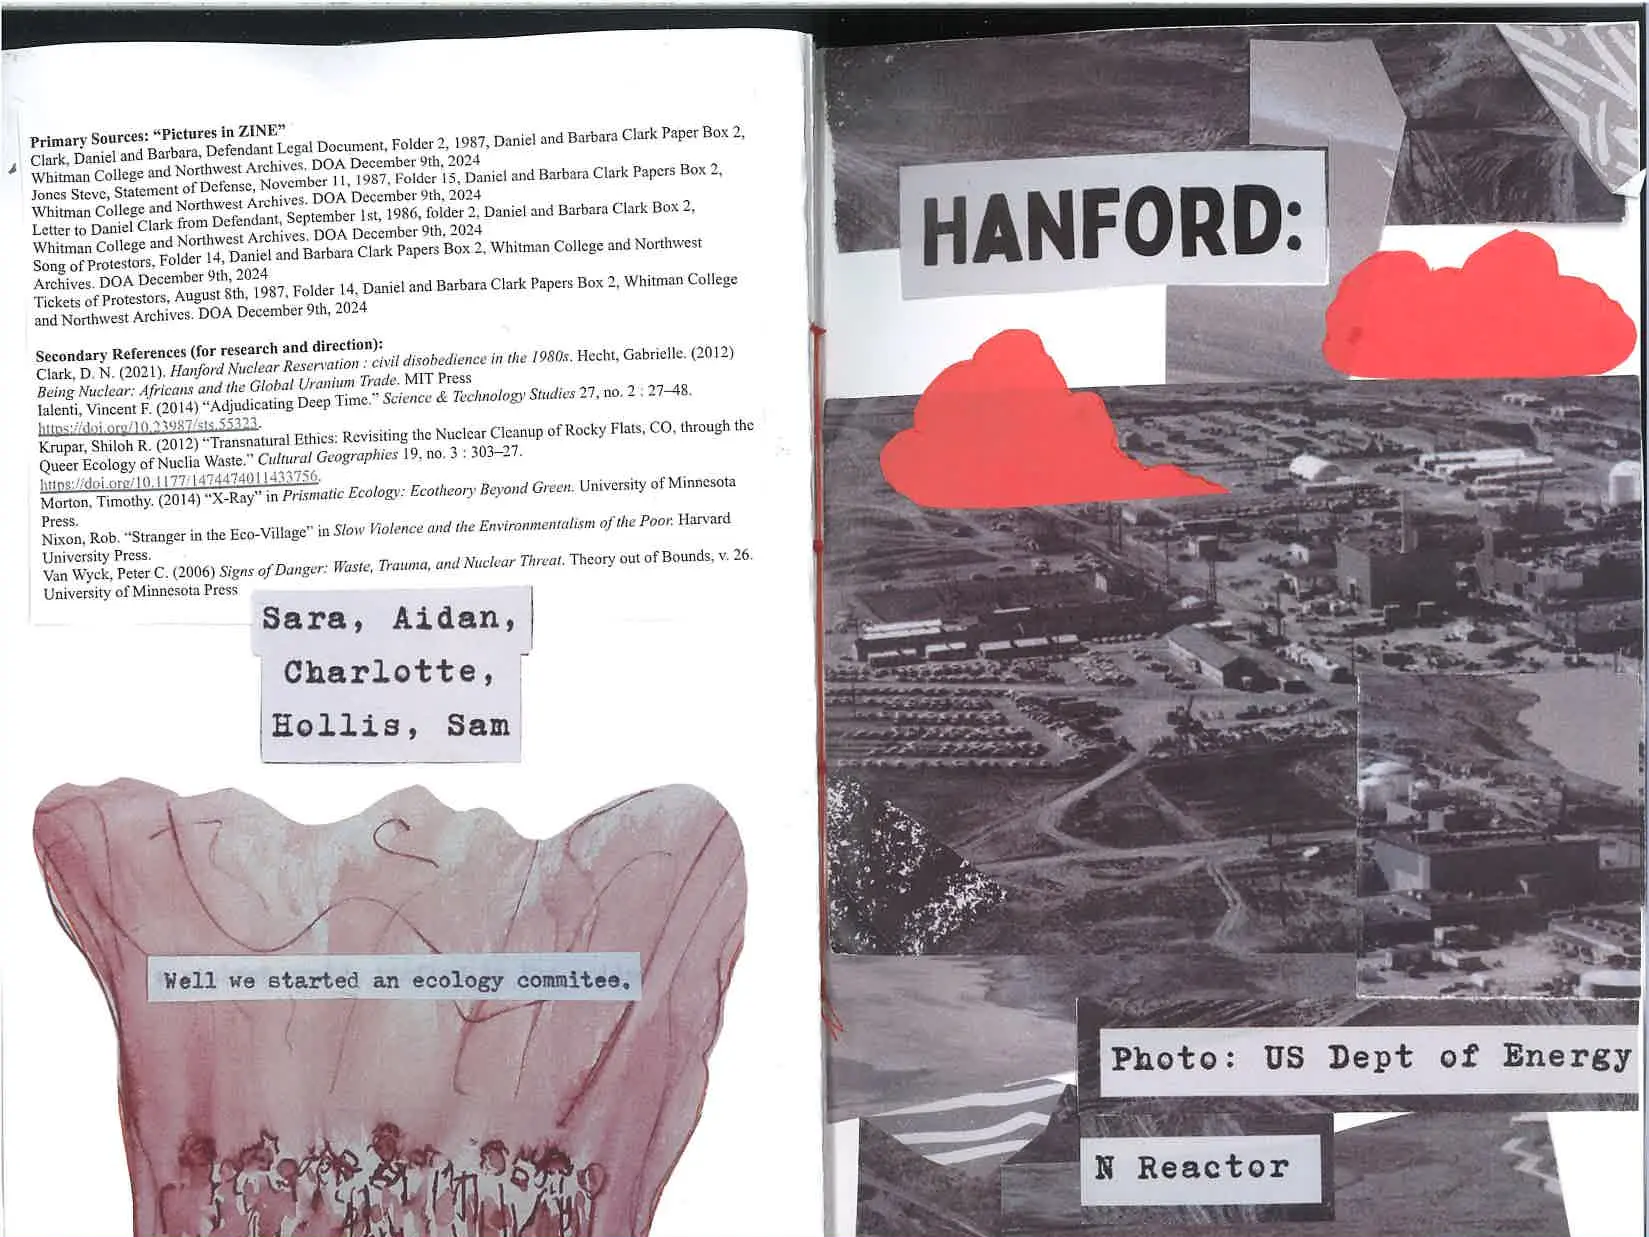 Primary Sources: “Pictures in ZINE”
Clark, Daniel and Barbara, Defendant Legal Document, Folder 2, 1987, Daniel and Barbara Clark Paper Box 2,
Whitman College and Northwest Archives. DOA December 9th, 2024
Jones Steve, Statement of Defense, November 11, 1987, Folder 15, Daniel and Barbara Clark Papers Box 2,
Whitman College and Northwest Archives. DOA December 9th, 2024
Letter to Daniel Clark from Defendant, September 1st, 1986, folder 2, Daniel and Barbara Clark Box 2,
Whitman College and Northwest Archives. DOA December 9th, 2024
Song of Protestors, Folder 14, Daniel and Barbara Clark Papers Box 2, Whitman College and Northwest
Archives. DOA December 9th, 2024
Tickets of Protestors, August 8th, 1987, Folder 14, Daniel and Barbara Clark Papers Box 2, Whitman College
and Northwest Archives. DOA December 9th, 2024
Secondary References (for research and direction):
Clark, D. N. (2021). Hanford Nuclear Reservation : civil disobedience in the 1980s. Hecht, Gabrielle. (2012)
Being Nuclear: Africans and the Global Uranium Trade. MIT Press
Ialenti, Vincent F. (2014) “Adjudicating Deep Time.” Science & Technology Studies 27, no. 2 : 27–48.
https://doi.org/10.23987/sts.55323.
Krupar, Shiloh R. (2012) “Transnatural Ethics: Revisiting the Nuclear Cleanup of Rocky Flats, CO, through the
Queer Ecology of Nuclia Waste.” Cultural Geographies 19, no. 3 : 303–27.
https://doi.org/10.1177/1474474011433756.
Morton, Timothy. (2014) “X-Ray” in Prismatic Ecology: Ecotheory Beyond Green. University of Minnesota
Press.
Nixon, Rob. “Stranger in the Eco-Village” in Slow Violence and the Environmentalism of the Poor. Harvard
University Press.
Van Wyck, Peter C. (2006) Signs of Danger: Waste, Trauma, and Nuclear Threat. Theory out of Bounds, v. 26.
University of Minnesota Press
Sara, Aidan,
Charlotte,
Hollis, Sam
Well we started an ecology commitee.
HANFORD:
Photo: US Dept of Energy
N Reactor